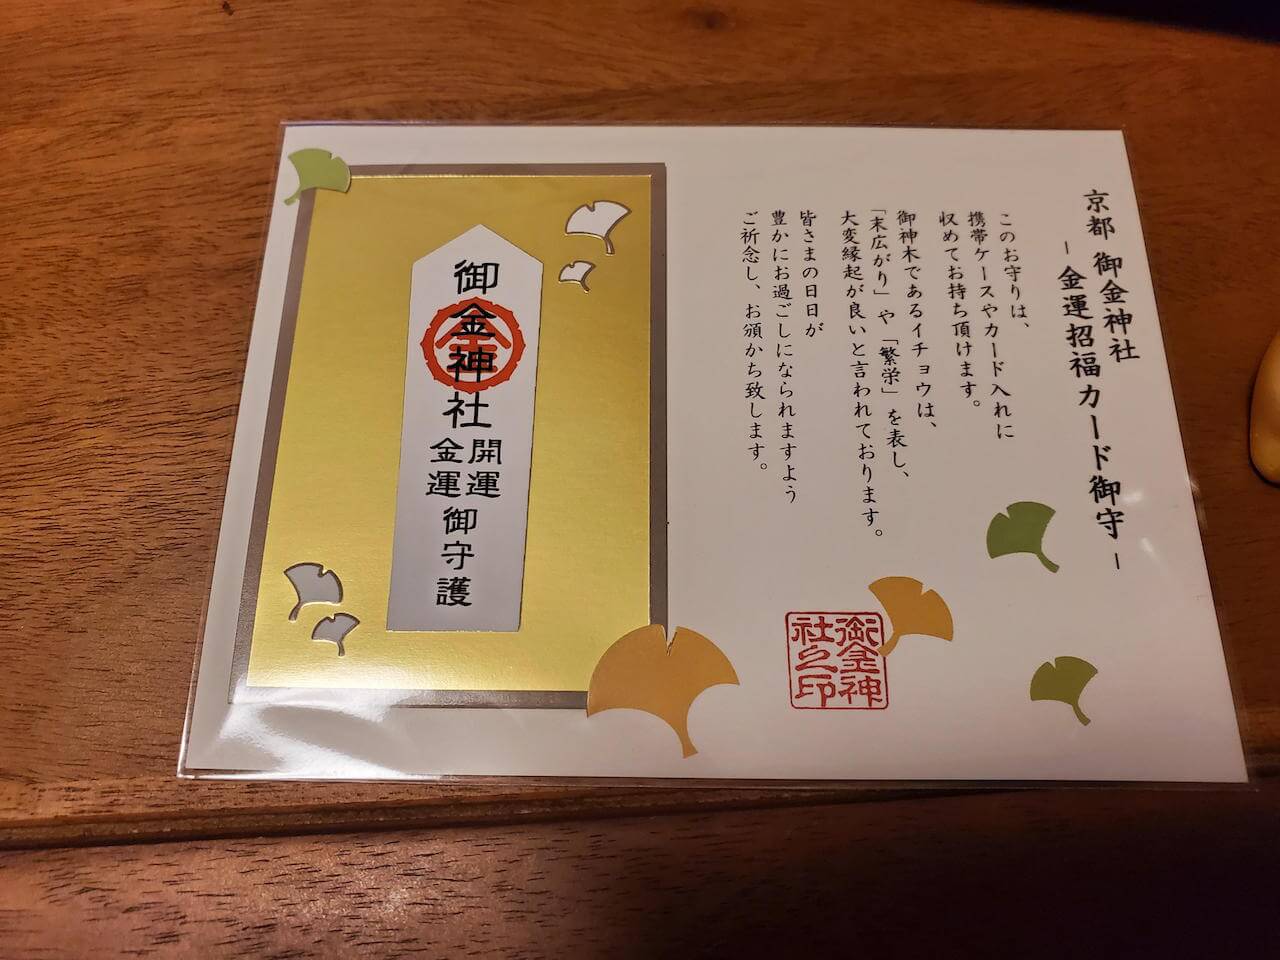 京都 御金神社
－金運招福カード御守－
このお守りは、
携帯ケースやカード入れに
収めてお持ち頂けます。
御神木であるイチョウは、
「末広がり」や「繁栄」を表し、
大変縁起が良いと言われております。
皆さまの日日が
豊かにお過ごしになられますよう
ご祈念し、お頒かち致します。
御金神
社之印
御金神社
開運
金運
御守護
金